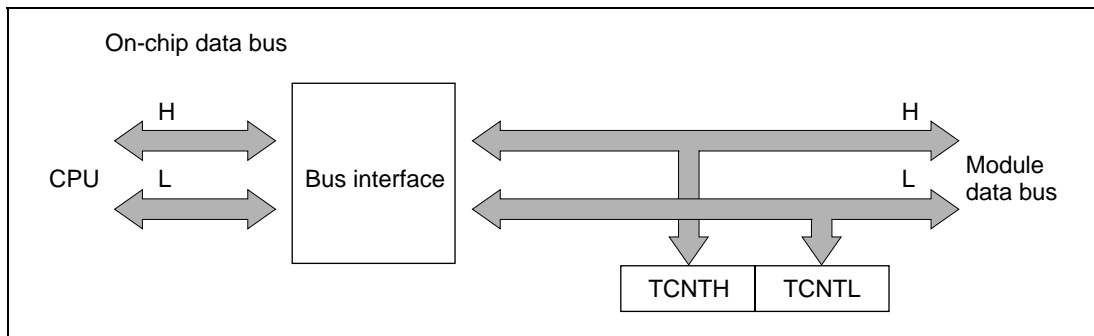 On-chip data bus
H
H
CPU
L
Bus interface
L
Module
data bus
TCNTH
TCNTL